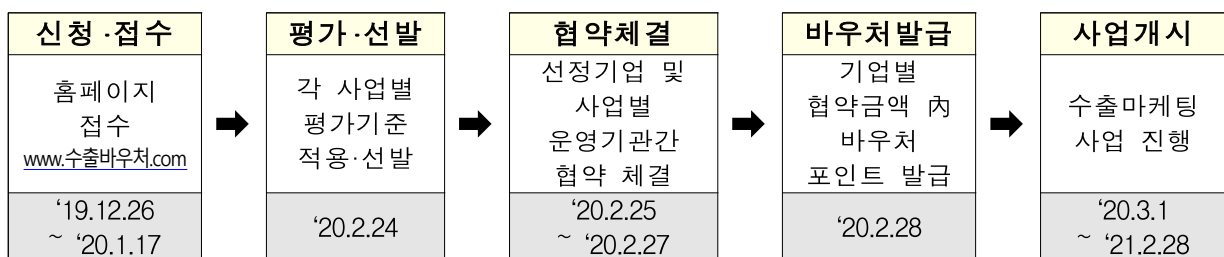 신청·접수
홈페이지
접수
www.수출바우처.com
‘19.12.26
~ ‘20.1.17
평가·선발
각 사업별
평가기준
적용·선발
‘20.2.24
협약체결
선정기업 및
사업별
운영기관간
협약 체결
‘20.2.25
~ ‘20.2.27
바우처발급
기업별
협약금액 內
바우처
포인트 발급
‘20.2.28
사업개시
수출마케팅
사업 진행
‘20.3.1
~ ‘21.2.28